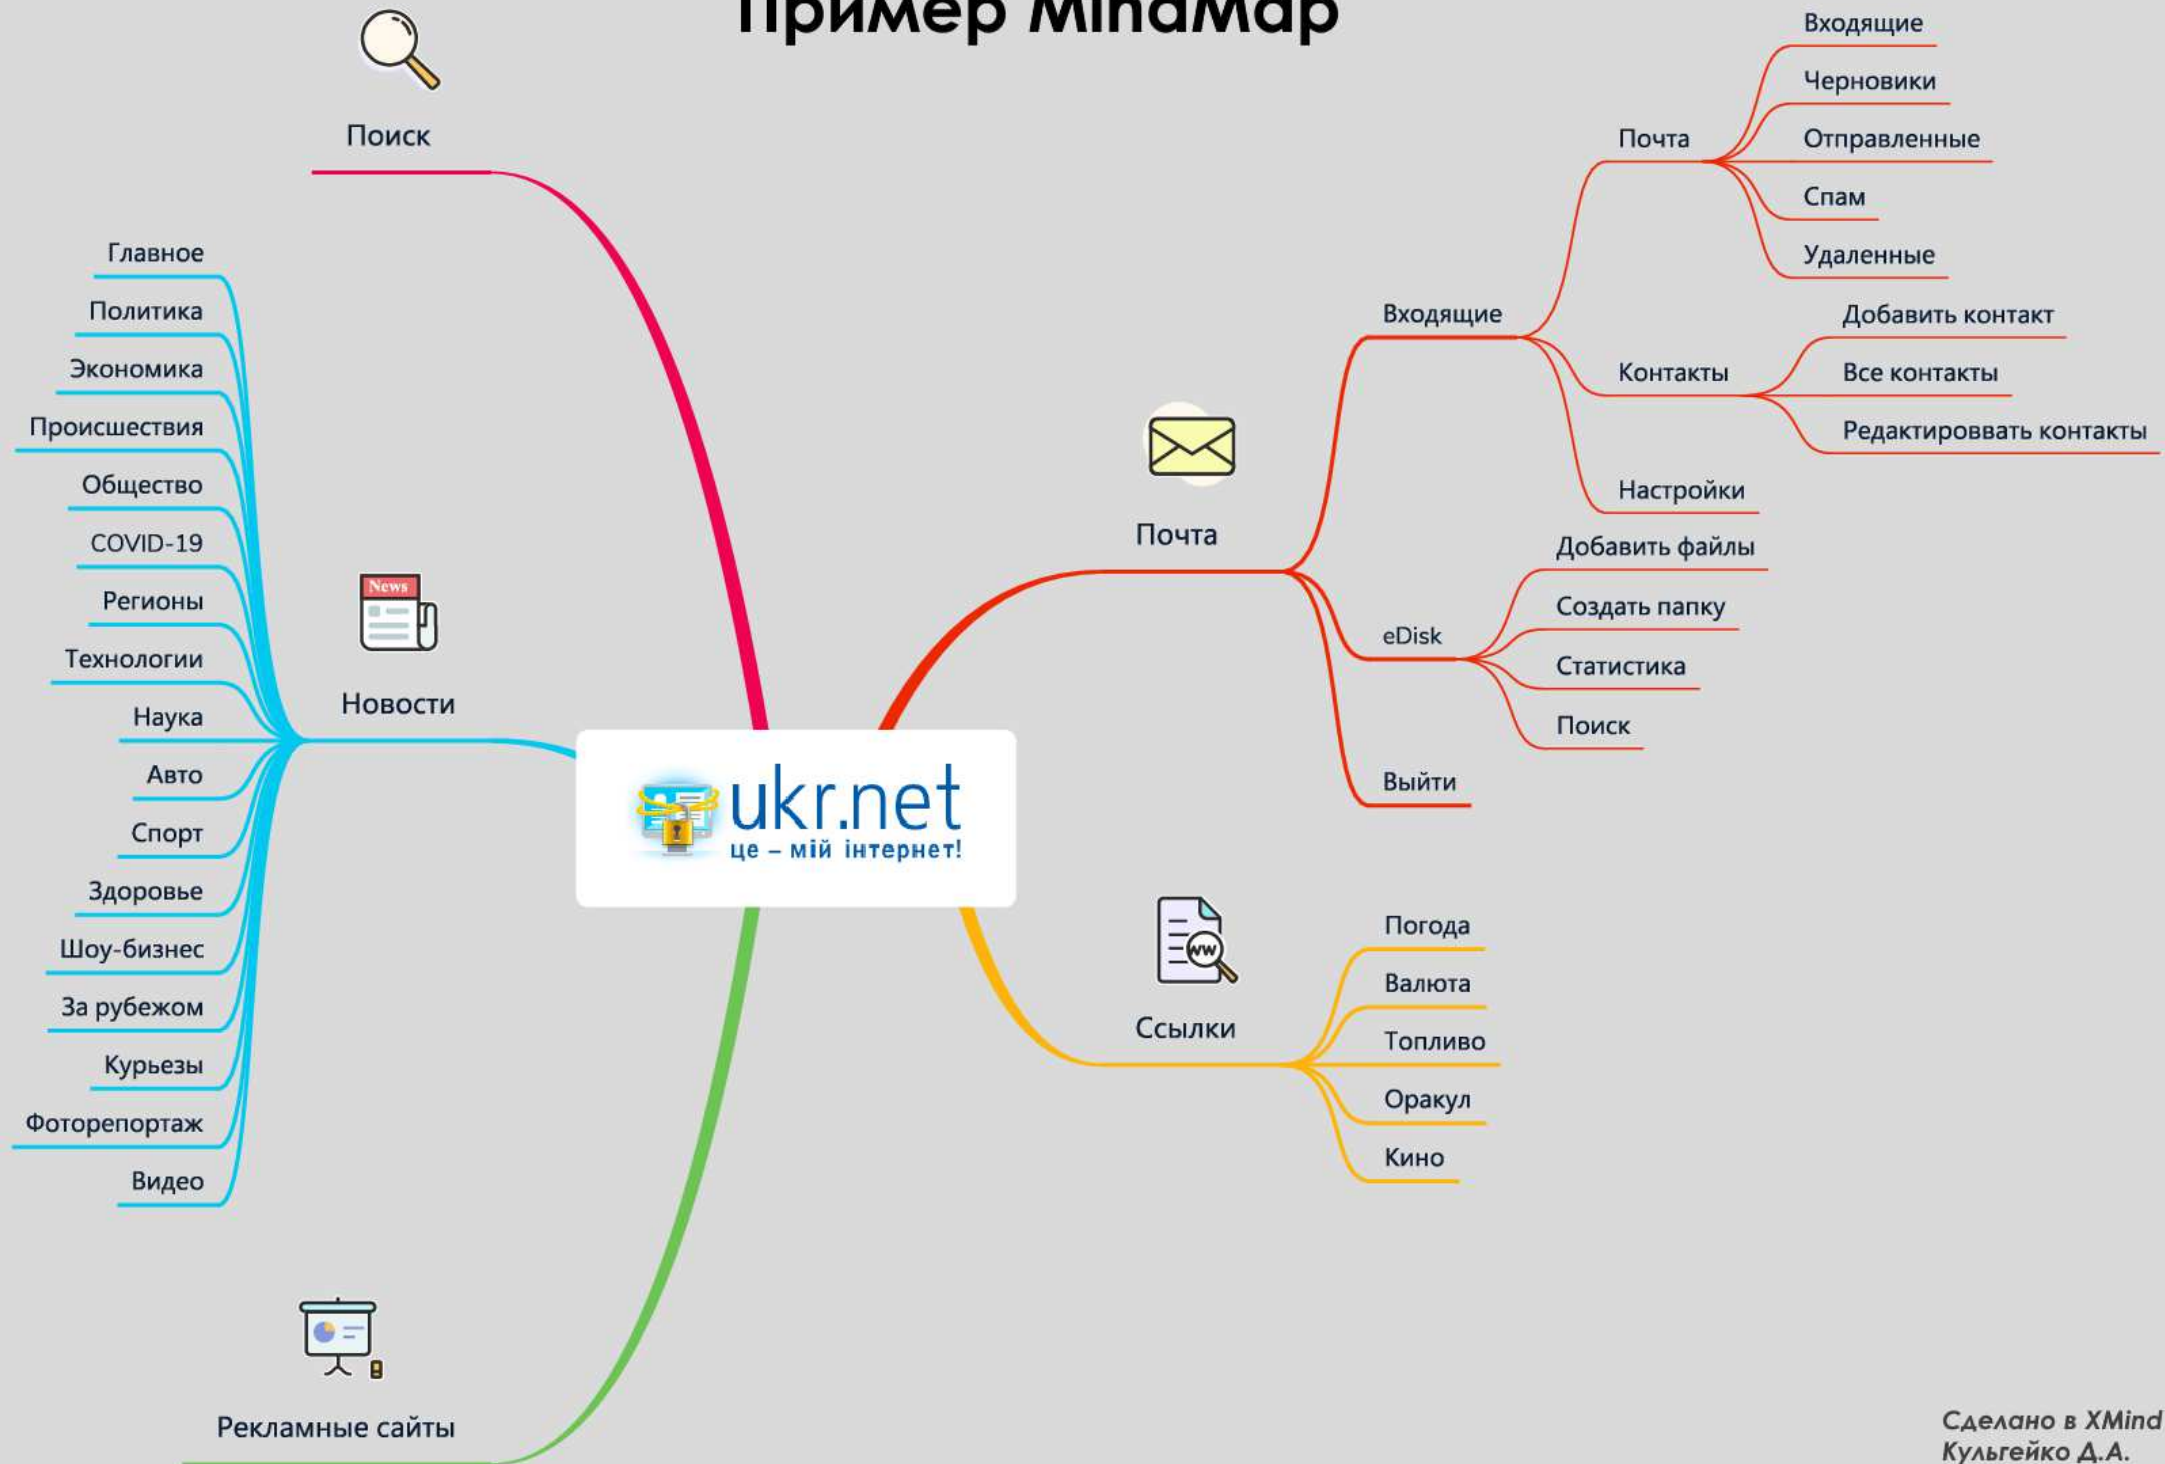 Пример MindMap
Поиск
Главное
Политика
Экономика
Происшествия
Общество
COVID-19
Регионы
Технологии
Наука
Авто
Спорт
Здоровье
Шоу-бизнес
За рубежом
Курьезы
Фоторепортаж
Видео
News
Новости
Рекламные сайты
ukr.net
це – мій інтернет!
Почта
Входящие
Почта
Входящие
Черновики
Отправленные
Спам
Удаленные
Контакты
Добавить контакт
Все контакты
Редактироввать контакты
Настройки
eDisk
Добавить файлы
Создать папку
Статистика
Поиск
Выйти
WW
Ссылки
Погода
Валюта
Топливо
Оракул
Кино
Сделано в XMind
Кульгейко Д.А.